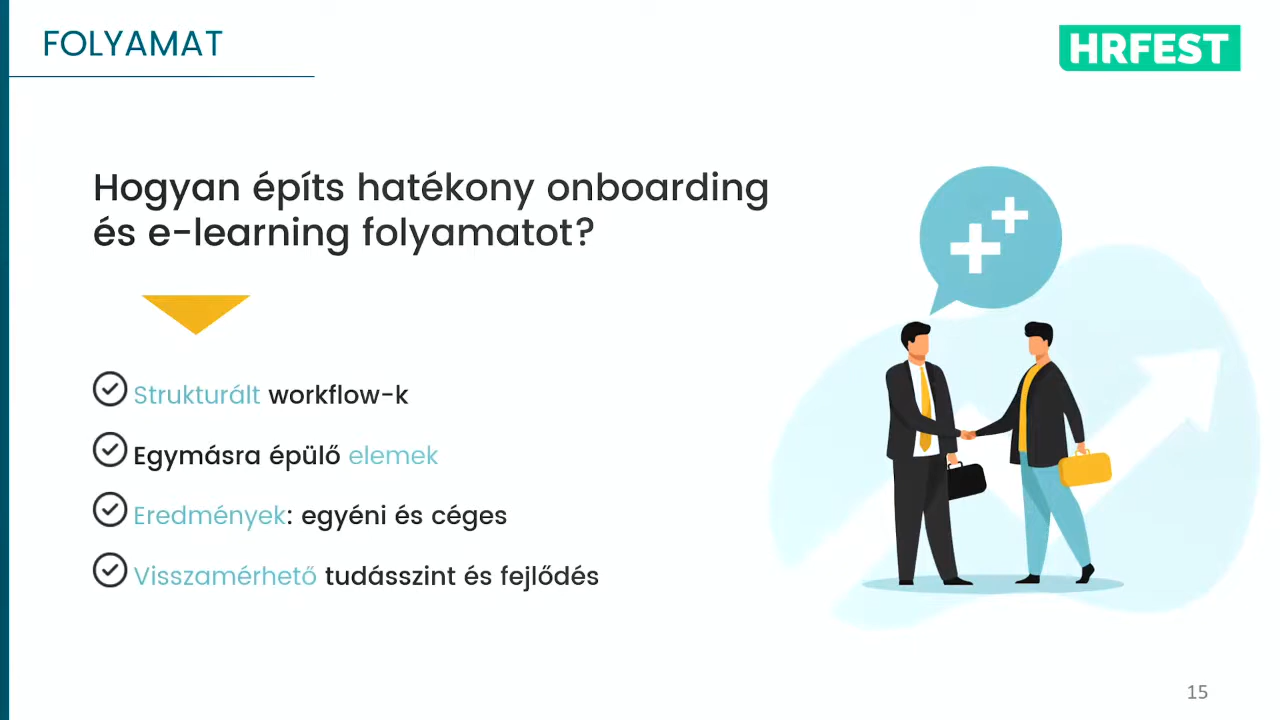 FOLYAMAT
HRFEST
Hogyan építs hatékony onboarding
és e-learning folyamatot?
Strukturált workflow-k
Egymásra épülő elemek
Eredmények: egyéni és céges
Visszamérhető tudásszint és fejlődés
15